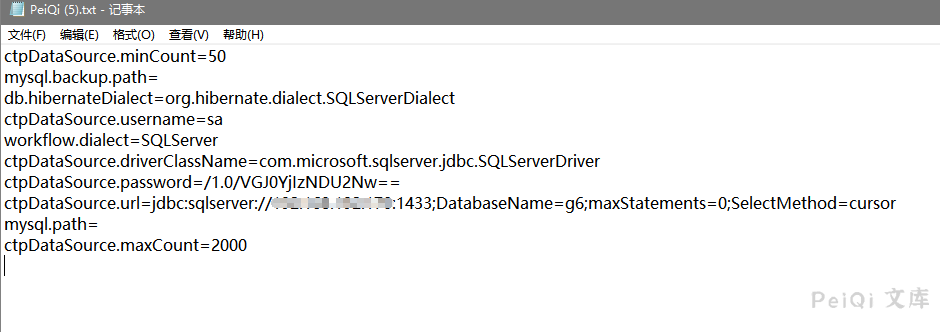 PeiQi (5).txt - 记事本
文件(F) 编辑(E) 格式(O) 查看(V) 帮助(H)
ctpDataSource.minCount=50
mysql.backup.path=
db.hibernateDialect=org.hibernate.dialect.SQLServerDialect
ctpDataSource.username=sa
workflow.dialect=SQLServer
ctpDataSource.driverClassName=com.microsoft.sqlserver.jdbc.SQLServerDriver
ctpDataSource.password=/1.0/VGJ0YjIzNDU2Nw==
ctpDataSource.url=jdbc:sqlserver:// :1433;DatabaseName=g6;maxStatements=0;SelectMethod=cursor
mysql.path=
ctpDataSource.maxCount=2000
PeiQi 文库